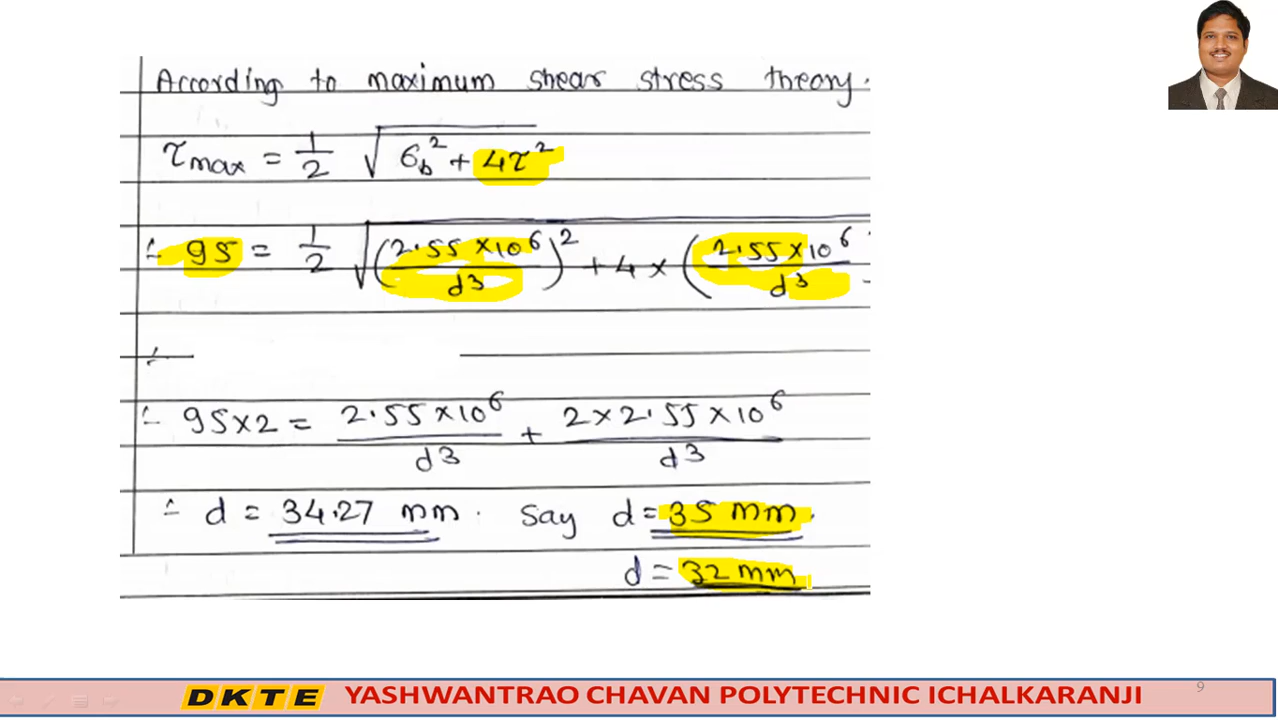 According to maximum shear stress theory.
τmax = 1/2 √(6b² + 4τ²)
∴ 95 = 1/2 √((2.55 × 10⁶ / d3)² + 4 × (2.55 × 10⁶ / d3
∴
∴ 95 × 2 = 2.55 × 10⁶ / d3 + 2 × 2.55 × 10⁶ / d3
∴ d = 34.27 mm. Say d = 35 mm.
d = 32 mm
DKTE YASHWANTRAO CHAVAN POLYTECHNIC ICHALKARANJI
9